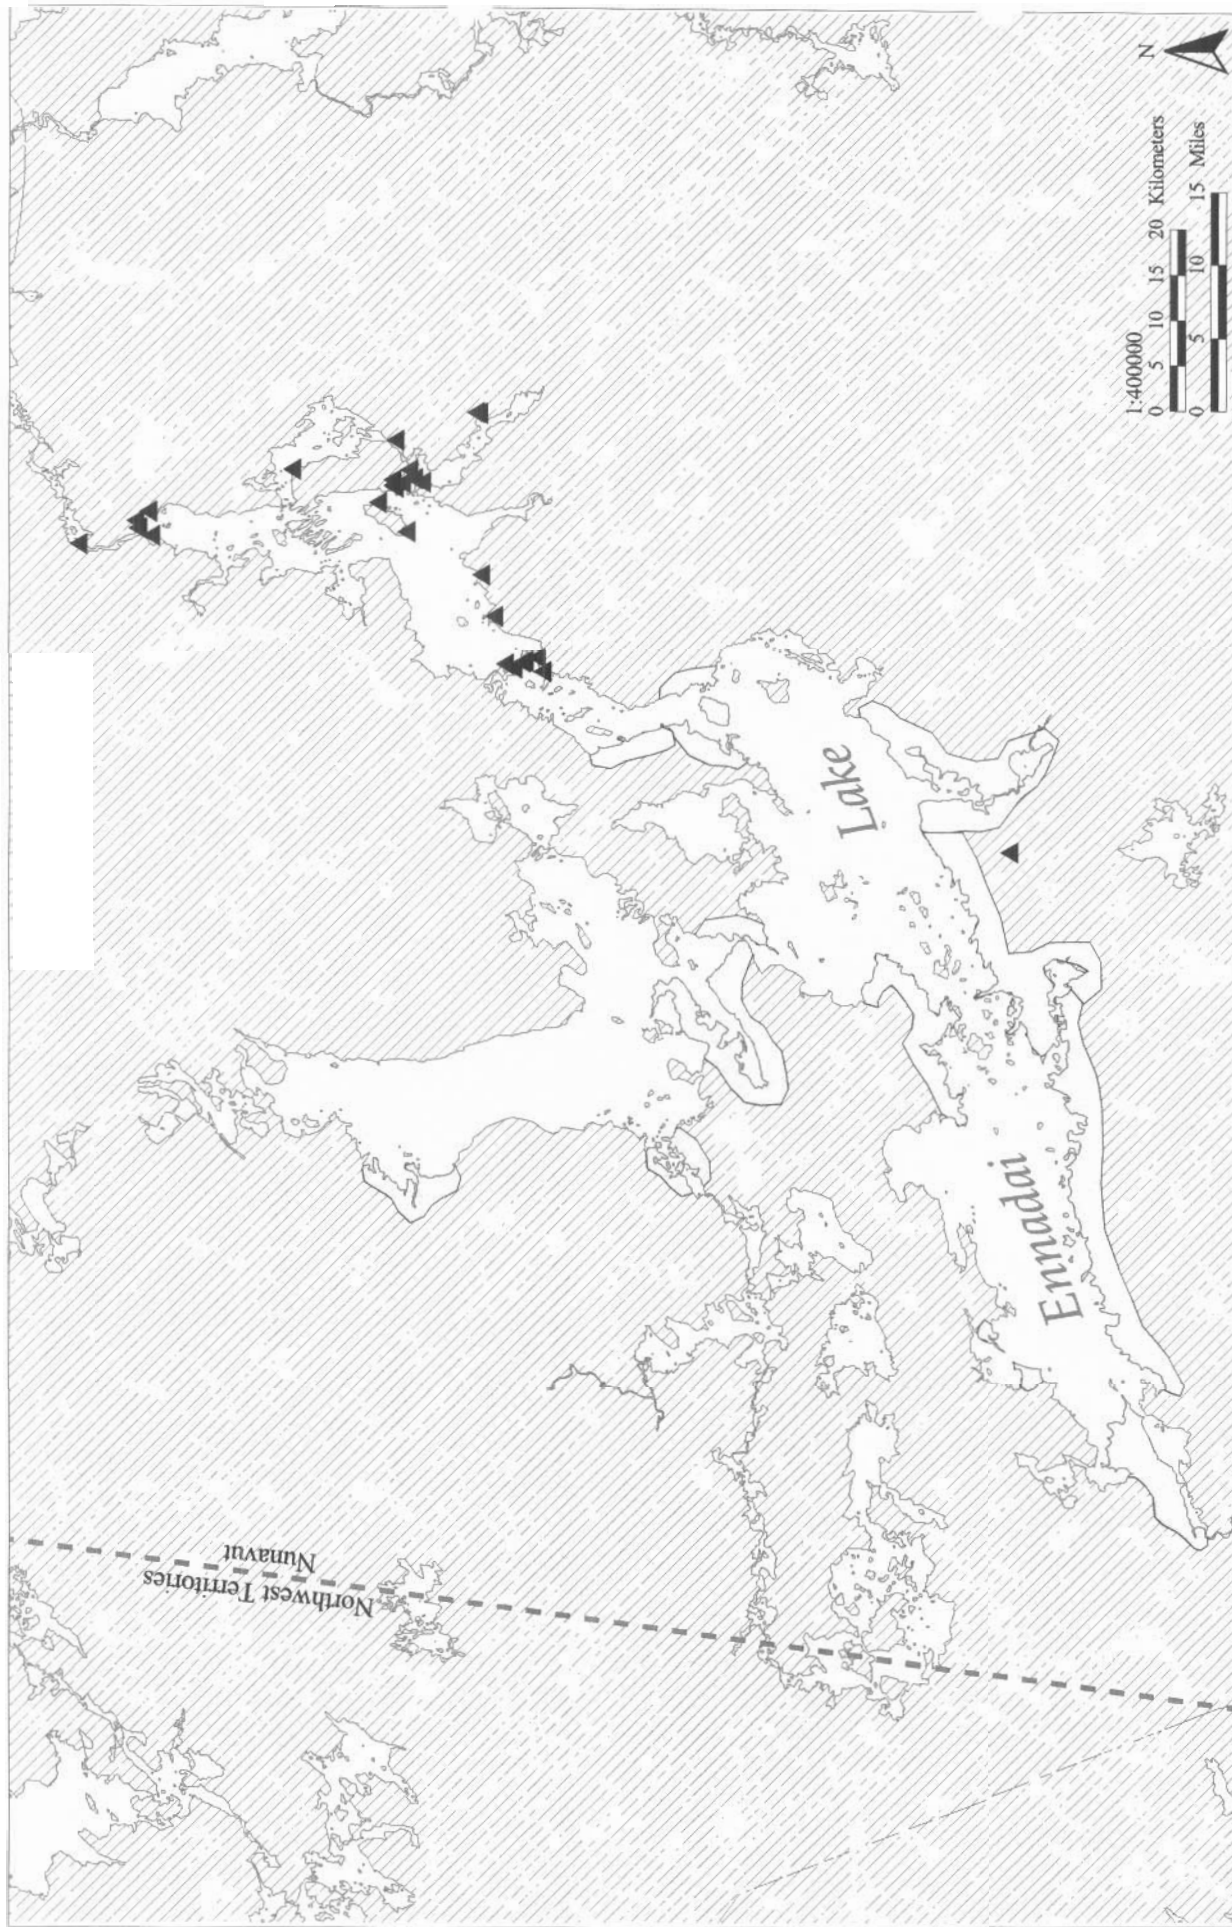 Northwest Territories
Nunavut
Ennadai
Lake
N
1:400000
0 5 10 15 20 Kilometers
0 5 10 15 Miles